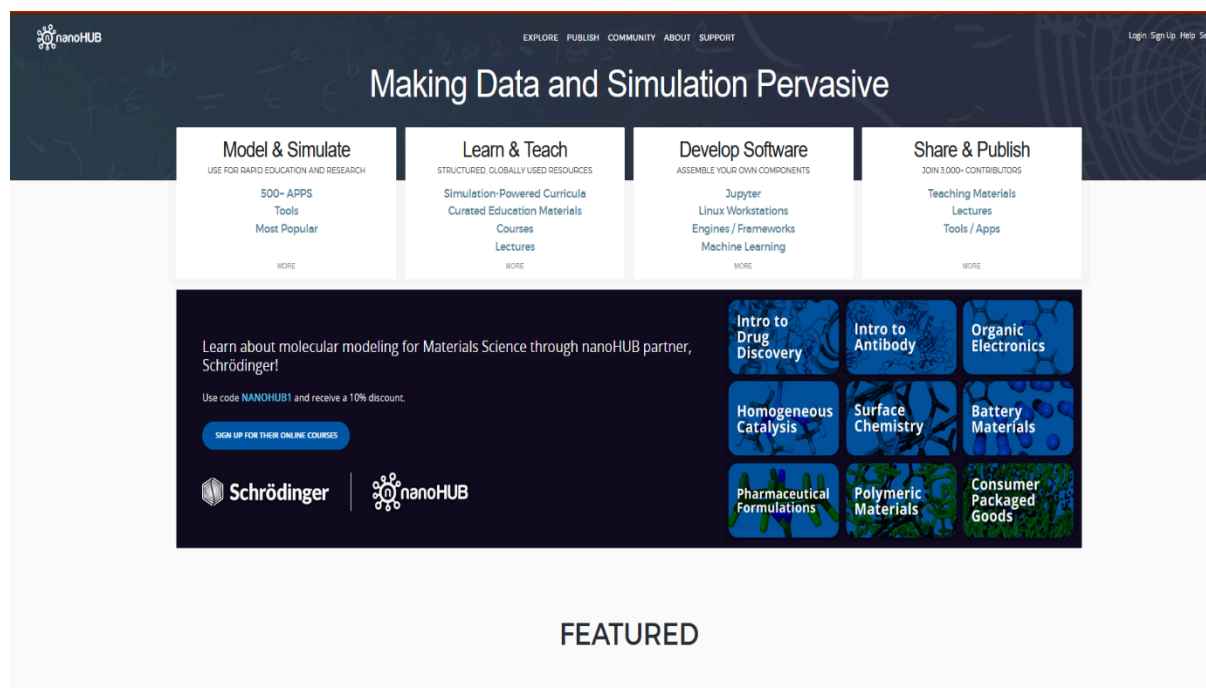 nanoHUB
EXPLORE PUBLISH COMMUNITY ABOUT SUPPORT
Login Sign Up Help
Making Data and Simulation Pervasive
Model & Simulate
USE FOR RAPID EDUCATION AND RESEARCH
500+ APPS
Tools
Most Popular
MORE
Learn & Teach
STRUCTURED, GLOBALLY USED RESOURCES
Simulation-Powered Curricula
Curated Education Materials
Courses
Lectures
MORE
Develop Software
ASSEMBLE YOUR OWN COMPONENTS
Jupyter
Linux Workstations
Engines / Frameworks
Machine Learning
MORE
Share & Publish
JOIN 3,000+ CONTRIBUTORS
Teaching Materials
Lectures
Tools / Apps
MORE
Learn about molecular modeling for Materials Science through nanoHUB partner,
Schrödinger!
Use code NANOHUB1 and receive a 10% discount.
SIGN UP FOR THEIR ONLINE COURSES
Schrödinger
nanoHUB
Intro to
Drug
Discovery
Intro to
Antibody
Organic
Electronics
Homogeneous
Catalysis
Surface
Chemistry
Battery
Materials
Pharmaceutical
Formulations
Polymeric
Materials
Consumer
Packaged
Goods
FEATURED